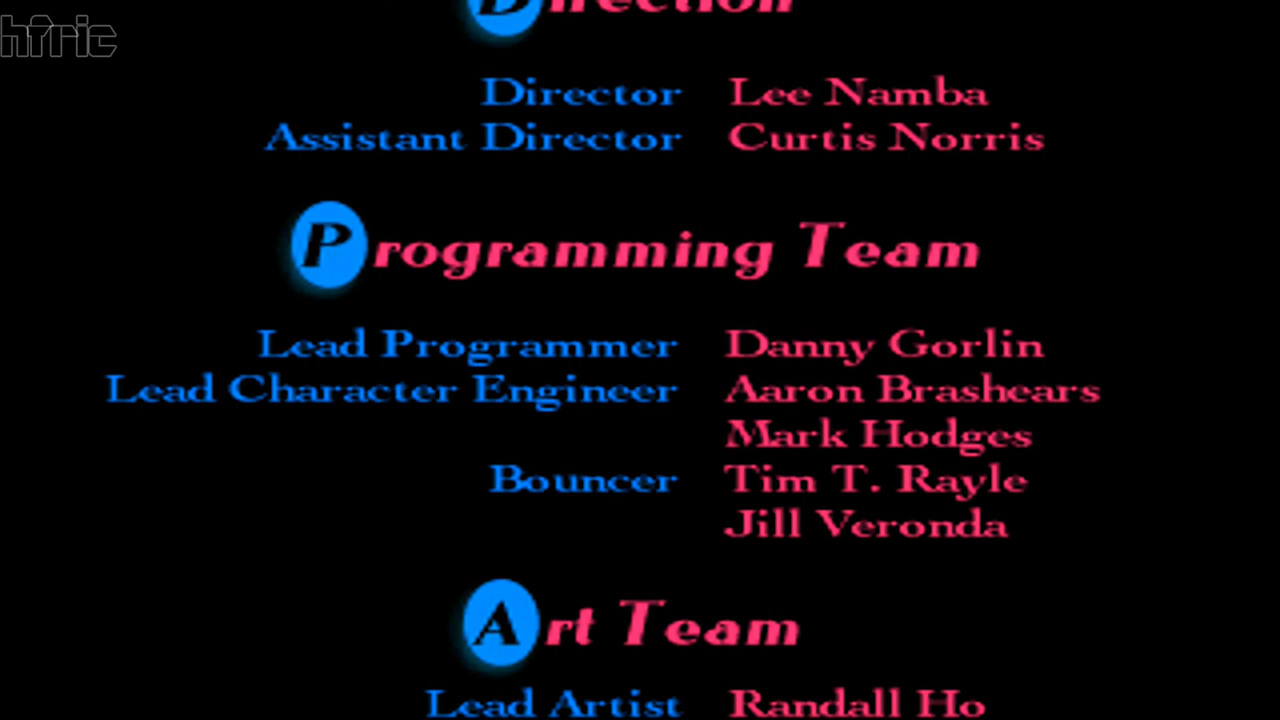 hfric
Direction
Director Lee Namba
Assistant Director Curtis Norris
Programming Team
Lead Programmer Danny Gorlin
Lead Character Engineer Aaron Brashears
Mark Hodges
Bouncer Tim T. Rayle
Jill Veronda
Art Team
Lead Artist Randall Ho